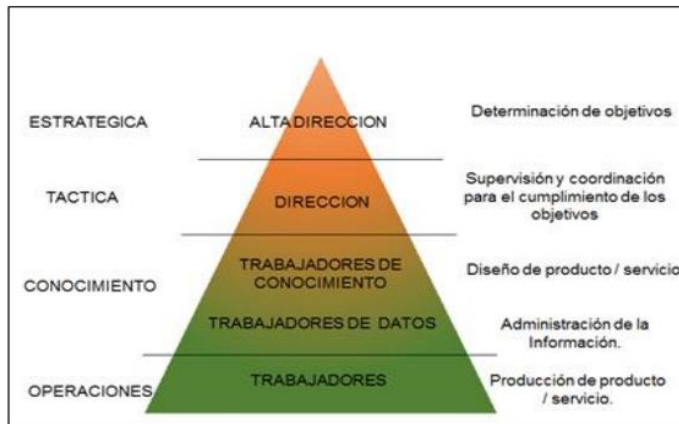 ESTRATEGICA
ALTA DIRECCION
Determinación de objetivos
TACTICA
DIRECCION
Supervisión y coordinación
para el cumplimiento de los
objetivos
CONOCIMIENTO
TRABAJADORES DE
CONOCIMIENTO
Diseño de producto / servicio
TRABAJADORES DE DATOS
Administración de la
Información.
OPERACIONES
TRABAJADORES
Producción de producto
/ servicio.